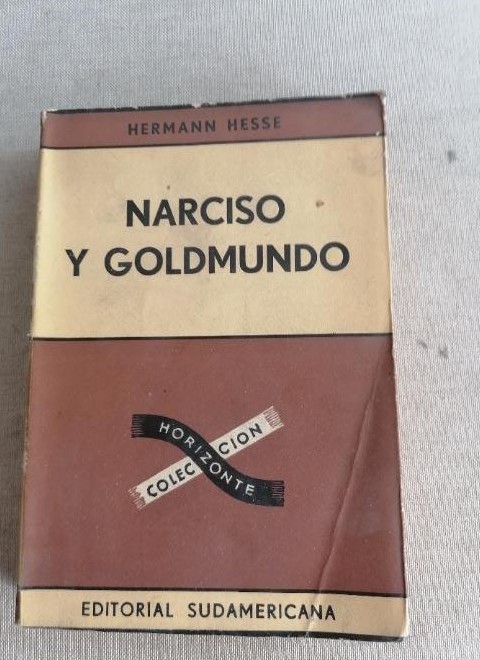 HERMANN HESSE
NARCISO
Y GOLDMUNDO
COLECCION
HORIZONTE
EDITORIAL SUDAMERICANA